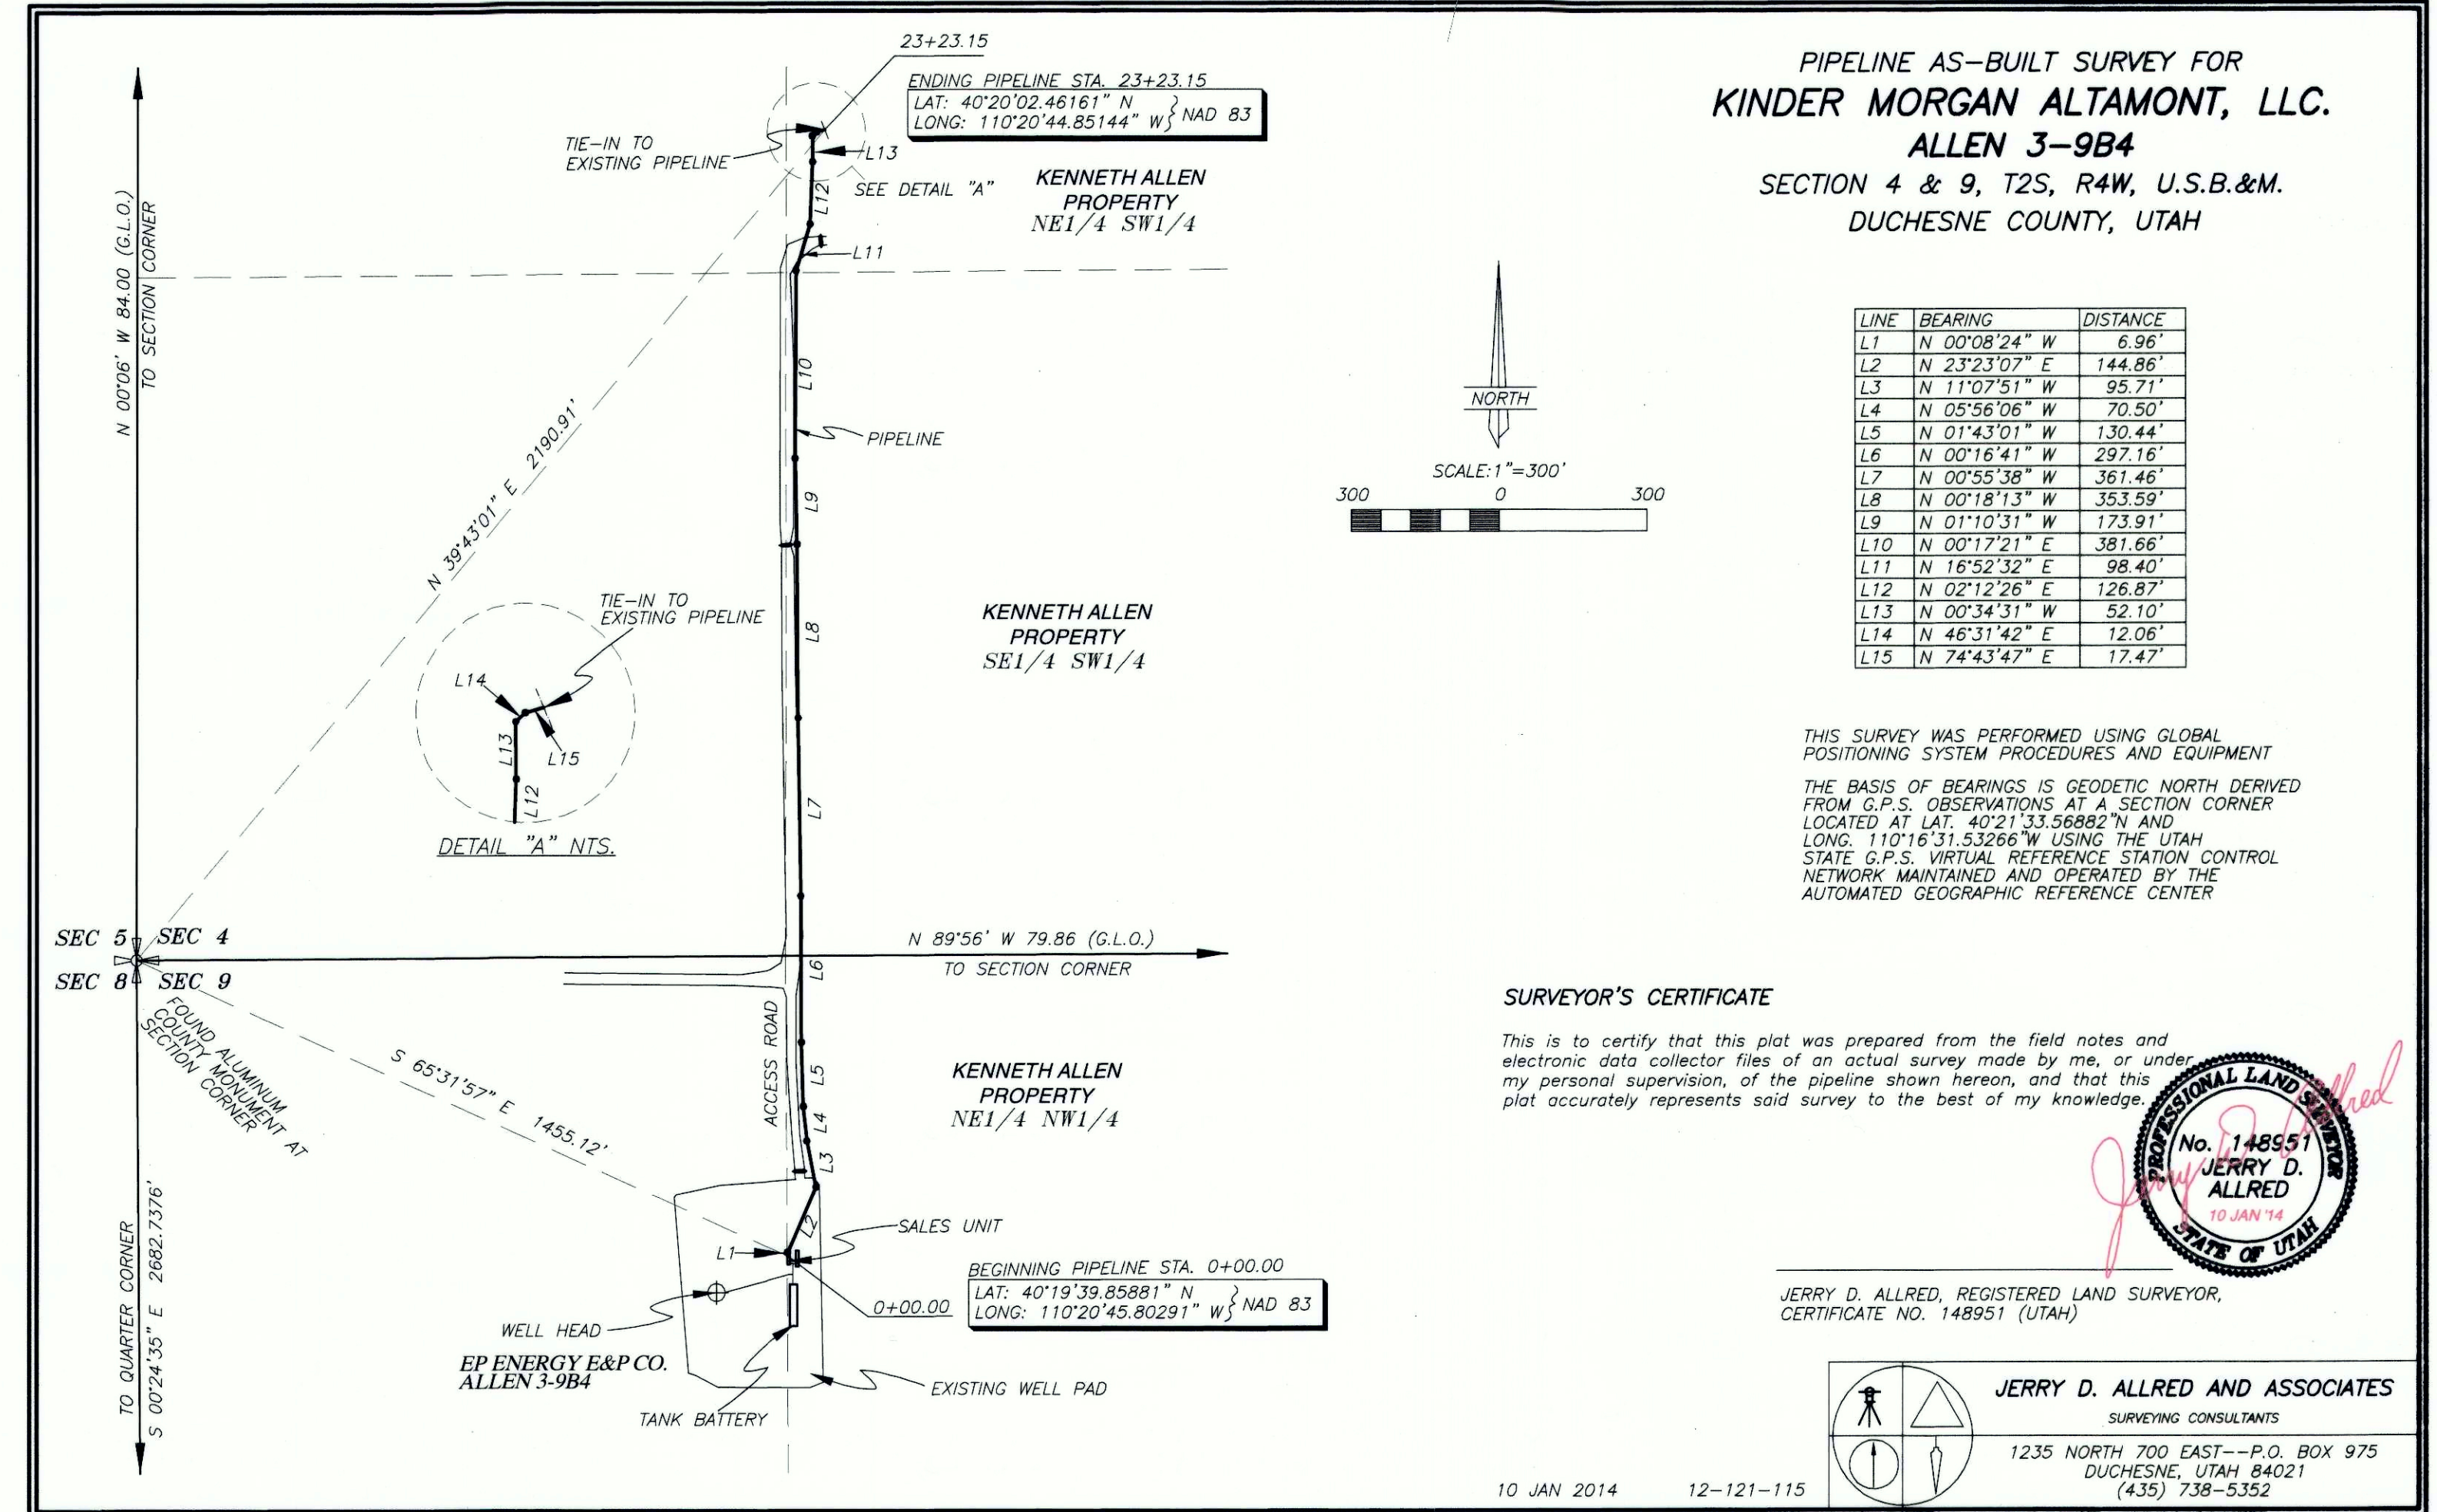 23+23.15
ENDING PIPELINE STA. 23+23.15
LAT: 40°20'02.46161" N
LONG: 110°20'44.85144" W
NAD 83
TIE-IN TO
EXISTING PIPELINE
L13
L12
SEE DETAIL "A"
KENNETH ALLEN
PROPERTY
NE1/4 SW1/4
L11
N 00°06' W 84.00 (G.L.O.)
TO SECTION CORNER
L10
PIPELINE
N 39°43'01" E 2190.91'
L9
TIE-IN TO
EXISTING PIPELINE
L14
L13
L15
L12
DETAIL "A" NTS.
L8
KENNETH ALLEN
PROPERTY
SE1/4 SW1/4
L7
SEC 5
SEC 4
SEC 8
SEC 9
N 89°56' W 79.86 (G.L.O.)
TO SECTION CORNER
L6
FOUND ALUMINUM
COUNTY MONUMENT AT
SECTION CORNER
S 65°31'57" E 1455.12'
ACCESS ROAD
L5
L4
L3
KENNETH ALLEN
PROPERTY
NE1/4 NW1/4
TO QUARTER CORNER
S 00°24'35" E 2682.7376'
L2
L1
SALES UNIT
BEGINNING PIPELINE STA. 0+00.00
LAT: 40°19'39.85881" N
LONG: 110°20'45.80291" W
NAD 83
0+00.00
WELL HEAD
EP ENERGY E&P CO.
ALLEN 3-9B4
TANK BATTERY
EXISTING WELL PAD
PIPELINE AS-BUILT SURVEY FOR
KINDER MORGAN ALTAMONT, LLC.
ALLEN 3-9B4
SECTION 4 & 9, T2S, R4W, U.S.B.&M.
DUCHESNE COUNTY, UTAH
NORTH
SCALE:1"=300'
300 0 300
LINE BEARING DISTANCE
L1 N 00°08'24" W 6.96'
L2 N 23°23'07" E 144.86'
L3 N 11°07'51" W 95.71'
L4 N 05°56'06" W 70.50'
L5 N 01°43'01" W 130.44'
L6 N 00°16'41" W 297.16'
L7 N 00°55'38" W 361.46'
L8 N 00°18'13" W 353.59'
L9 N 01°10'31" W 173.91'
L10 N 00°17'21" E 381.66'
L11 N 16°52'32" E 98.40'
L12 N 02°12'26" E 126.87'
L13 N 00°34'31" W 52.10'
L14 N 46°31'42" E 12.06'
L15 N 74°43'47" E 17.47'
THIS SURVEY WAS PERFORMED USING GLOBAL
POSITIONING SYSTEM PROCEDURES AND EQUIPMENT
THE BASIS OF BEARINGS IS GEODETIC NORTH DERIVED
FROM G.P.S. OBSERVATIONS AT A SECTION CORNER
LOCATED AT LAT. 40°21'33.56882"N AND
LONG. 110°16'31.53266"W USING THE UTAH
STATE G.P.S. VIRTUAL REFERENCE STATION CONTROL
NETWORK MAINTAINED AND OPERATED BY THE
AUTOMATED GEOGRAPHIC REFERENCE CENTER
SURVEYOR'S CERTIFICATE
This is to certify that this plat was prepared from the field notes and
electronic data collector files of an actual survey made by me, or under
my personal supervision, of the pipeline shown hereon, and that this
plat accurately represents said survey to the best of my knowledge.
PROFESSIONAL LAND SURVEYOR
No. 148951
JERRY D.
ALLRED
10 JAN '14
STATE OF UTAH
Jerry D Allred
JERRY D. ALLRED, REGISTERED LAND SURVEYOR,
CERTIFICATE NO. 148951 (UTAH)
JERRY D. ALLRED AND ASSOCIATES
SURVEYING CONSULTANTS
1235 NORTH 700 EAST--P.O. BOX 975
DUCHESNE, UTAH 84021
(435) 738-5352
10 JAN 2014 12-121-115